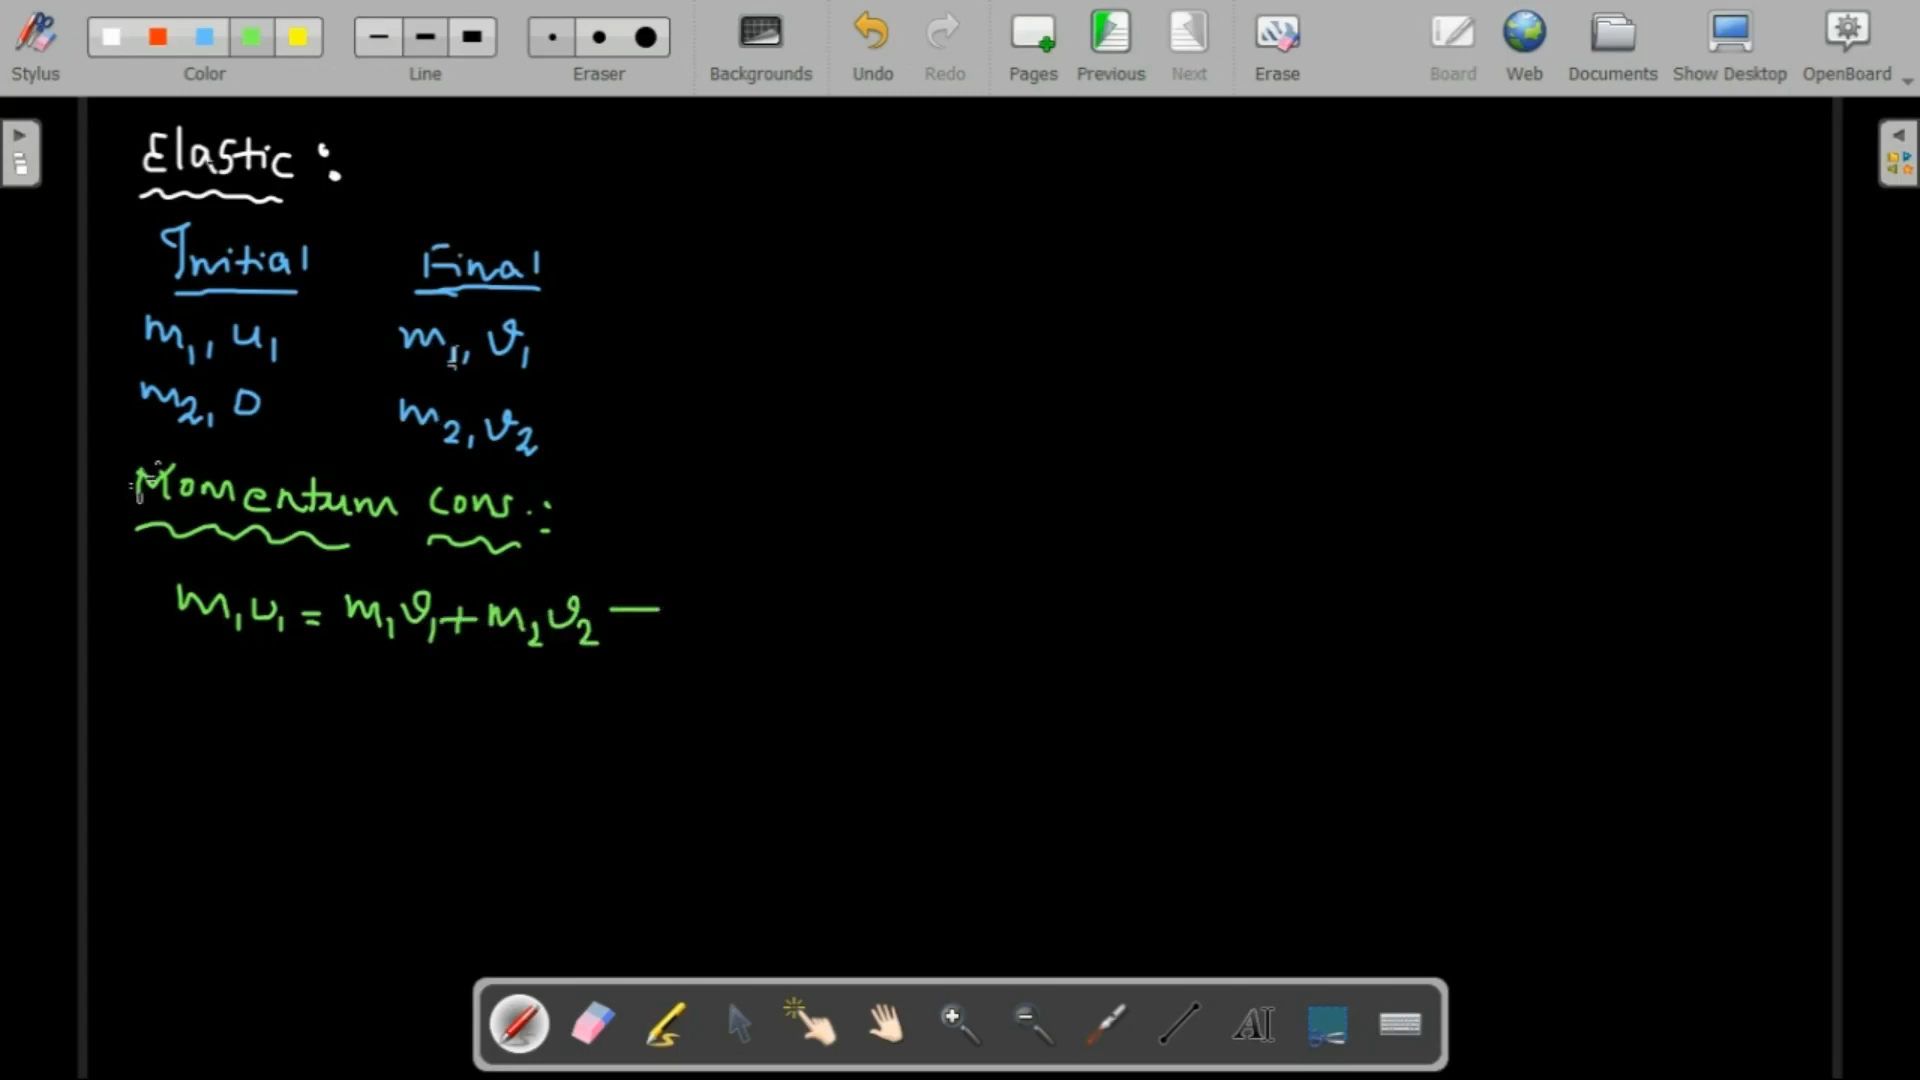 Stylus Color Line Eraser Backgrounds Undo Redo Pages Previous Next Erase Board Web Documents Show Desktop OpenBoard
Elastic :
Initial Final
m₁, u₁ m₁, v₁
m₂, 0 m₂, v₂
Momentum Cons.:
m₁u₁ = m₁v₁ + m₂v₂ —
AI